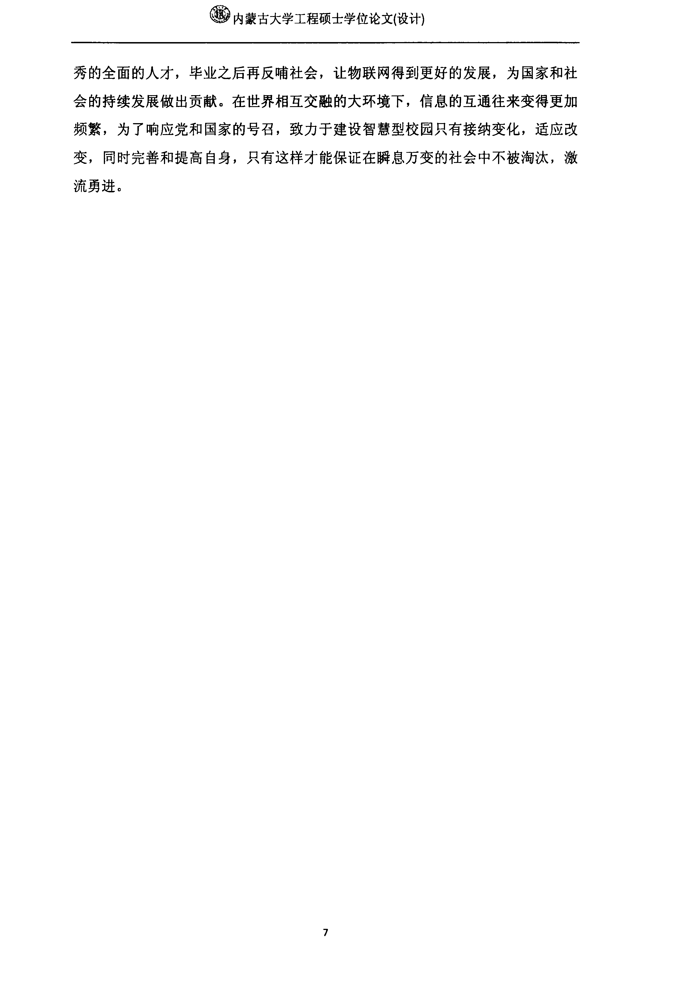 内蒙古大学工程硕士学位论文(设计)
秀的全面的人才，毕业之后再反哺社会，让物联网得到更好的发展，为国家和社
会的持续发展做出贡献。在世界相互交融的大环境下，信息的互通往来变得更加
频繁，为了响应党和国家的号召，致力于建设智慧型校园只有接纳变化，适应改
变，同时完善和提高自身，只有这样才能保证在瞬息万变的社会中不被淘汰，激
流勇进。
7